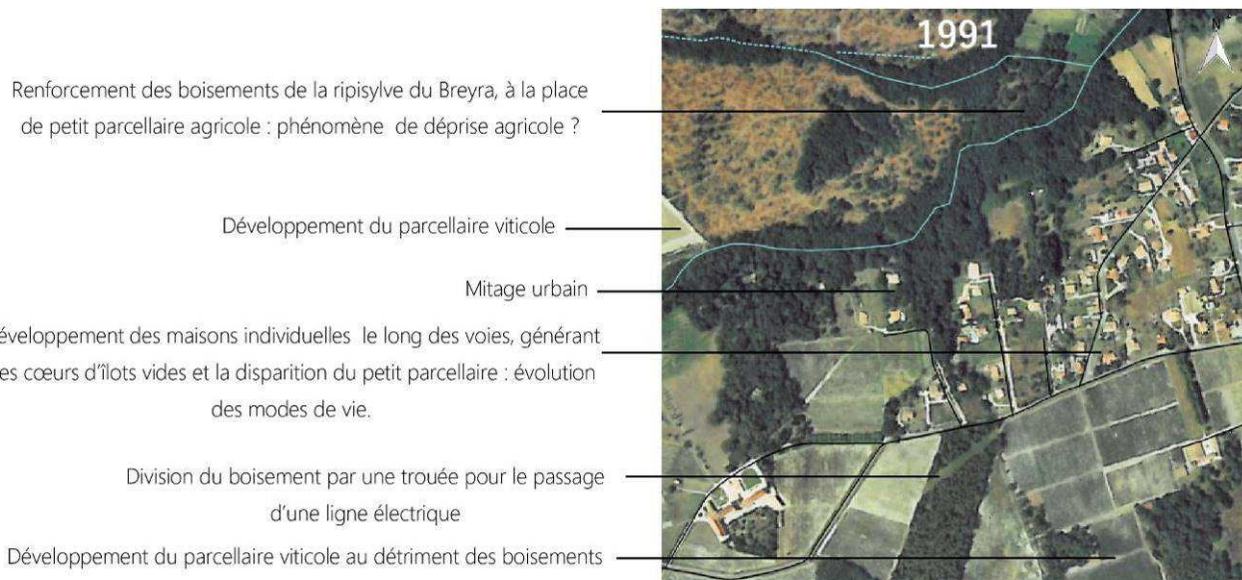 1991
N
Renforcement des boisements de la ripisylve du Breyra, à la place
de petit parcellaire agricole : phénomène de déprise agricole ?
Développement du parcellaire viticole
Mitage urbain
éveloppement des maisons individuelles le long des voies, générant
es cœurs d'îlots vides et la disparition du petit parcellaire : évolution
des modes de vie.
Division du boisement par une trouée pour le passage
d'une ligne électrique
Développement du parcellaire viticole au détriment des boisements